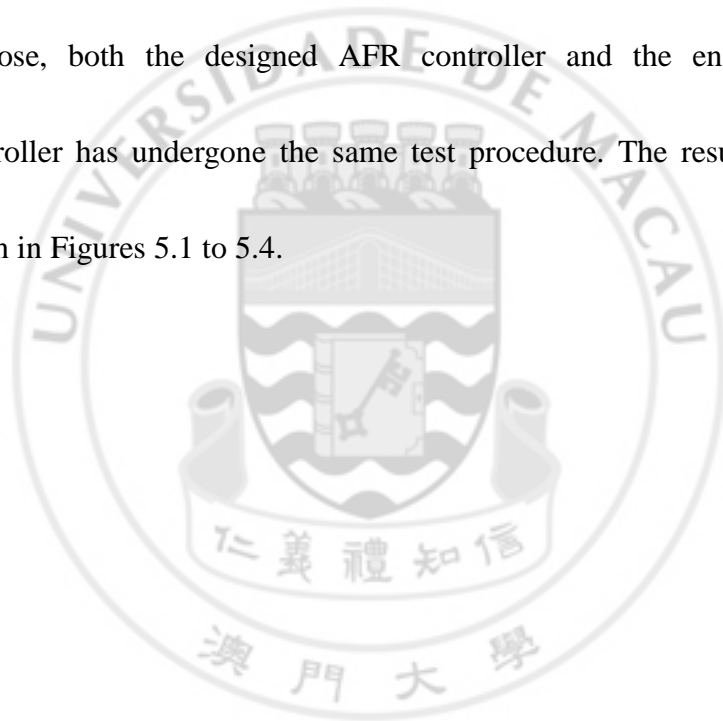 ose, both the designed AFR controller and the en
roller has undergone the same test procedure. The resu
n in Figures 5.1 to 5.4.
UNIVERSIDADE DE MACAU
仁義禮知信
澳門大學